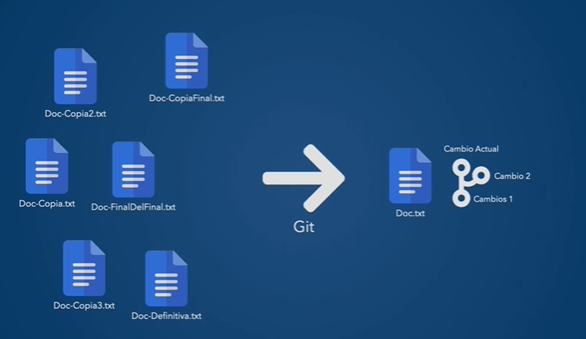 Doc-Copia2.txt
Doc-CopiaFinal.txt
Doc-Copia.txt
Doc-FinalDelFinal.txt
Doc-Copia3.txt
Doc-Definitiva.txt
Git
Doc.txt
Cambio Actual
Cambio 2
Cambios 1